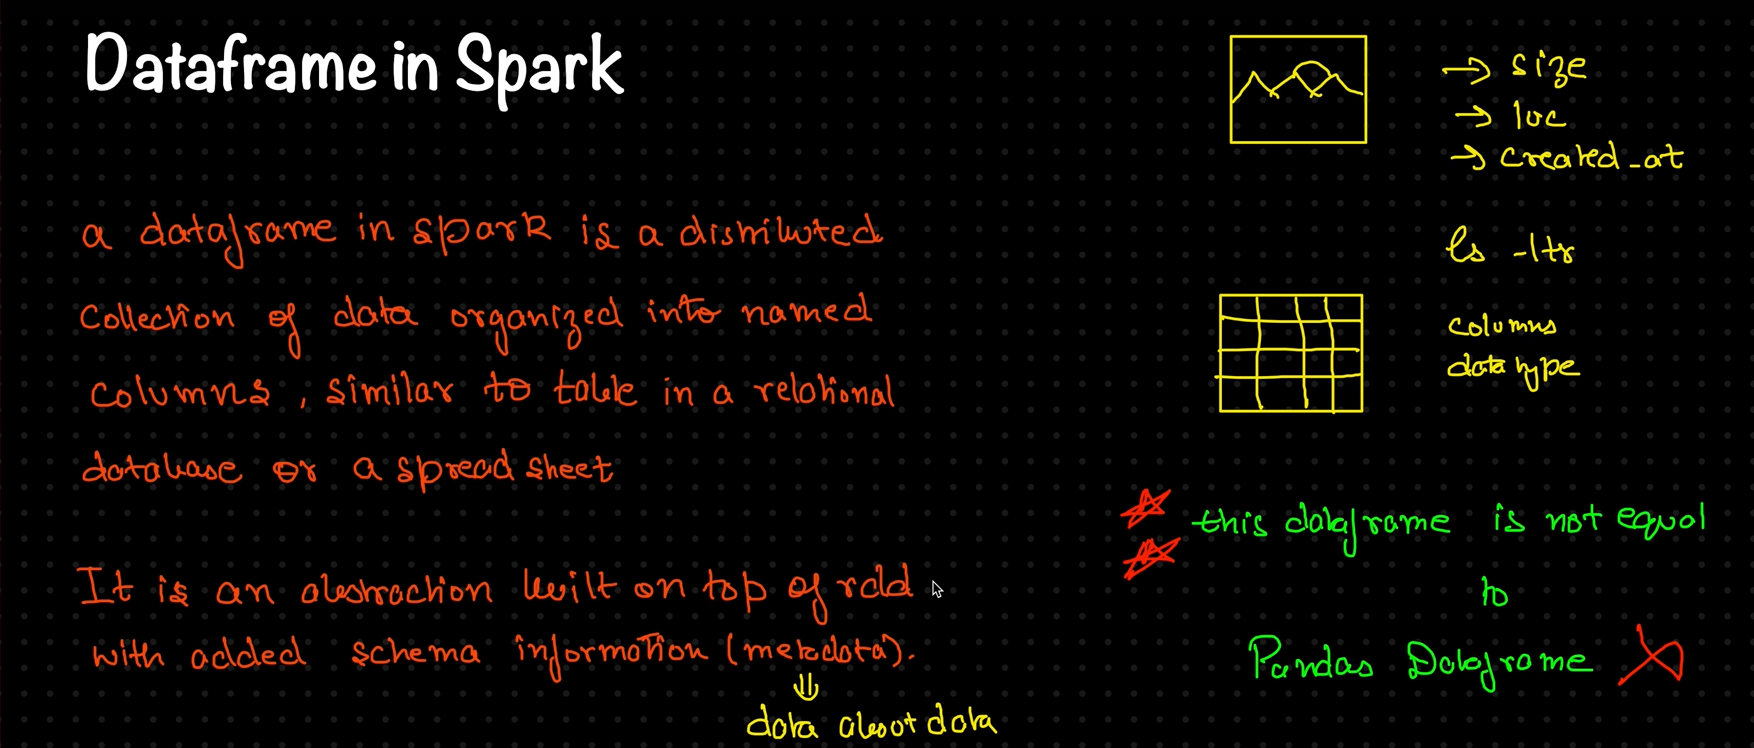 Dataframe in Spark
a dataframe in spark is a distributed
collection of data organized into named
columns, similar to table in a relational
database or a spread sheet
It is an abstraction built on top of rdd
with added schema information (metadata).
data about data
→ size
→ loc
→ created_at
ls -ltr
columns
datatype
this dataframe is not equal
to
Pandas Dataframe